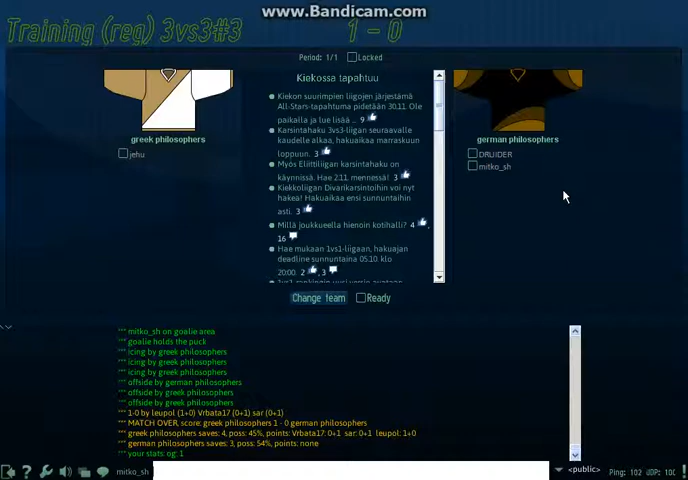 www.Bandicam.com
Training (reg) 3vs3#3 1 - 0
Period: 1/1 Locked
Kiekossa tapahtuu
Kiekon suurimpien liigojen järjestämä
All-Stars-tapahtuma pidetään 30.11. Ole
paikalla ja lue lisää ... 9
Karsintahaku 3vs3-liigan seuraavalle
kaudelle alkaa, hakuaikaa marraskuun
loppuun. 3
Myös Eliittiliigan karsintahaku on
käynnissä. Hae 2.11. mennessä! 3
Kiekkoliigan Divarikarsintoihin voi nyt
hakea! Hakuaikaa ensi sunnuntaihin
asti. 3
Millä joukkueella hienoin kotihalli? 4 ,
16
Hae mukaan 1vs1-liigaan, hakuajan
deadline sunnuntaina 05.10. klo
20:00. 2 , 3
greek philosophers
jehu
german philosophers
DRUIDER
mitko_sh
Change team Ready
*** mitko_sh on goalie area
*** goalie holds the puck
*** icing by greek philosophers
*** icing by greek philosophers
*** icing by greek philosophers
*** offside by german philosophers
*** offside by greek philosophers
*** offside by greek philosophers
*** 1-0 by leupol (1+0) Vrbata17 (0+1) sar (0+1)
*** MATCH OVER, score: greek philosophers 1 - 0 german philosophers
*** greek philosophers saves: 4, poss: 45%, points: Vrbata17: 0+1 sar: 0+1 leupol: 1+0
*** german philosophers saves: 3, poss: 54%, points: none
*** your stats: og: 1
mitko_sh <public> Ping: 102